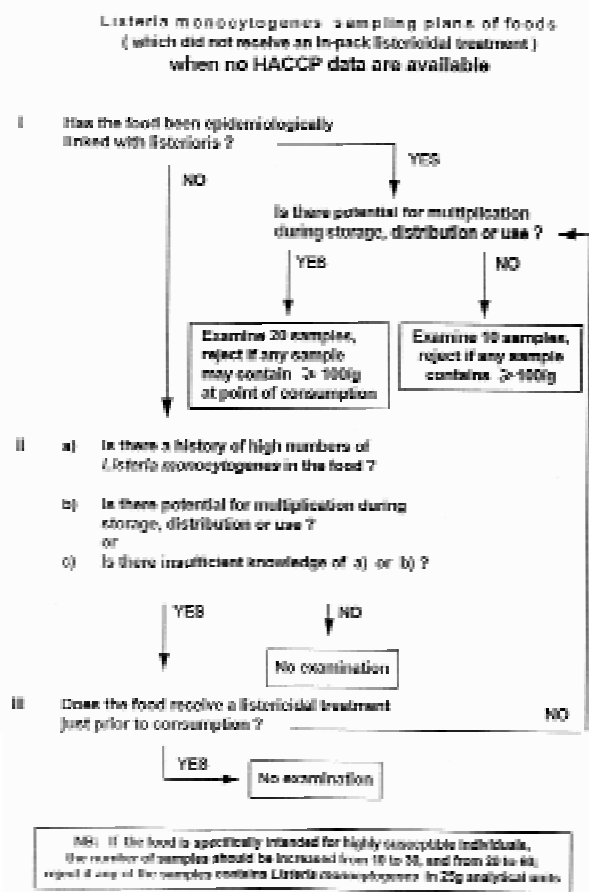 Listeria monocytogenes sampling plans of foods
( which did not receive an in-pack listericidal treatment )
when no HACCP data are available
i Has the food been epidemiologically
linked with listeriosis ?
YES
NO
Is there potential for multiplication
during storage, distribution or use ?
YES
NO
Examine 20 samples,
reject if any sample
may contain ⩾ 100/g
at point of consumption
Examine 10 samples,
reject if any sample
contains ⩾ 100/g
ii a) Is there a history of high numbers of
Listeria monocytogenes in the food ?
b) Is there potential for multiplication during
storage, distribution or use ?
or
c) Is there insufficient knowledge of a) or b) ?
YES
NO
No examination
iii Does the food receive a listericidal treatment
just prior to consumption ?
NO
YES
No examination
NB: If the food is specifically intended for highly susceptible individuals,
the number of samples should be increased from 10 to 30, and from 20 to 60;
reject if any of the samples contains Listeria monocytogenes in 25g analytical units